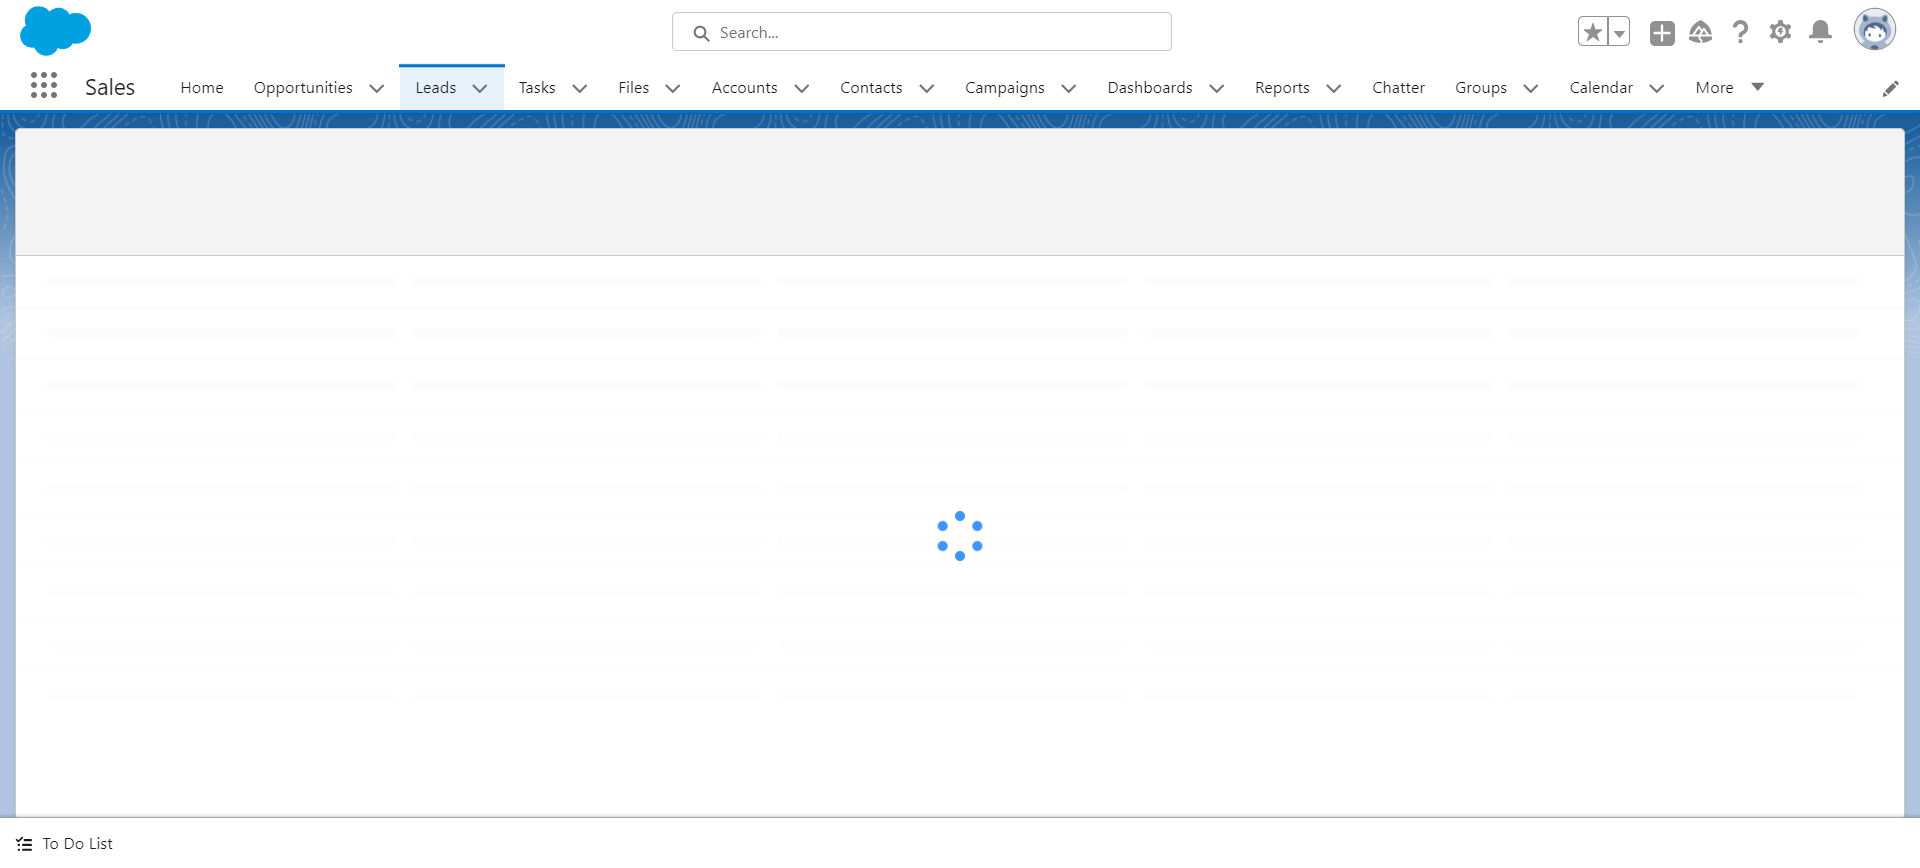 Search...
Sales
Home
Opportunities
Leads
Tasks
Files
Accounts
Contacts
Campaigns
Dashboards
Reports
Chatter
Groups
Calendar
More
To Do List